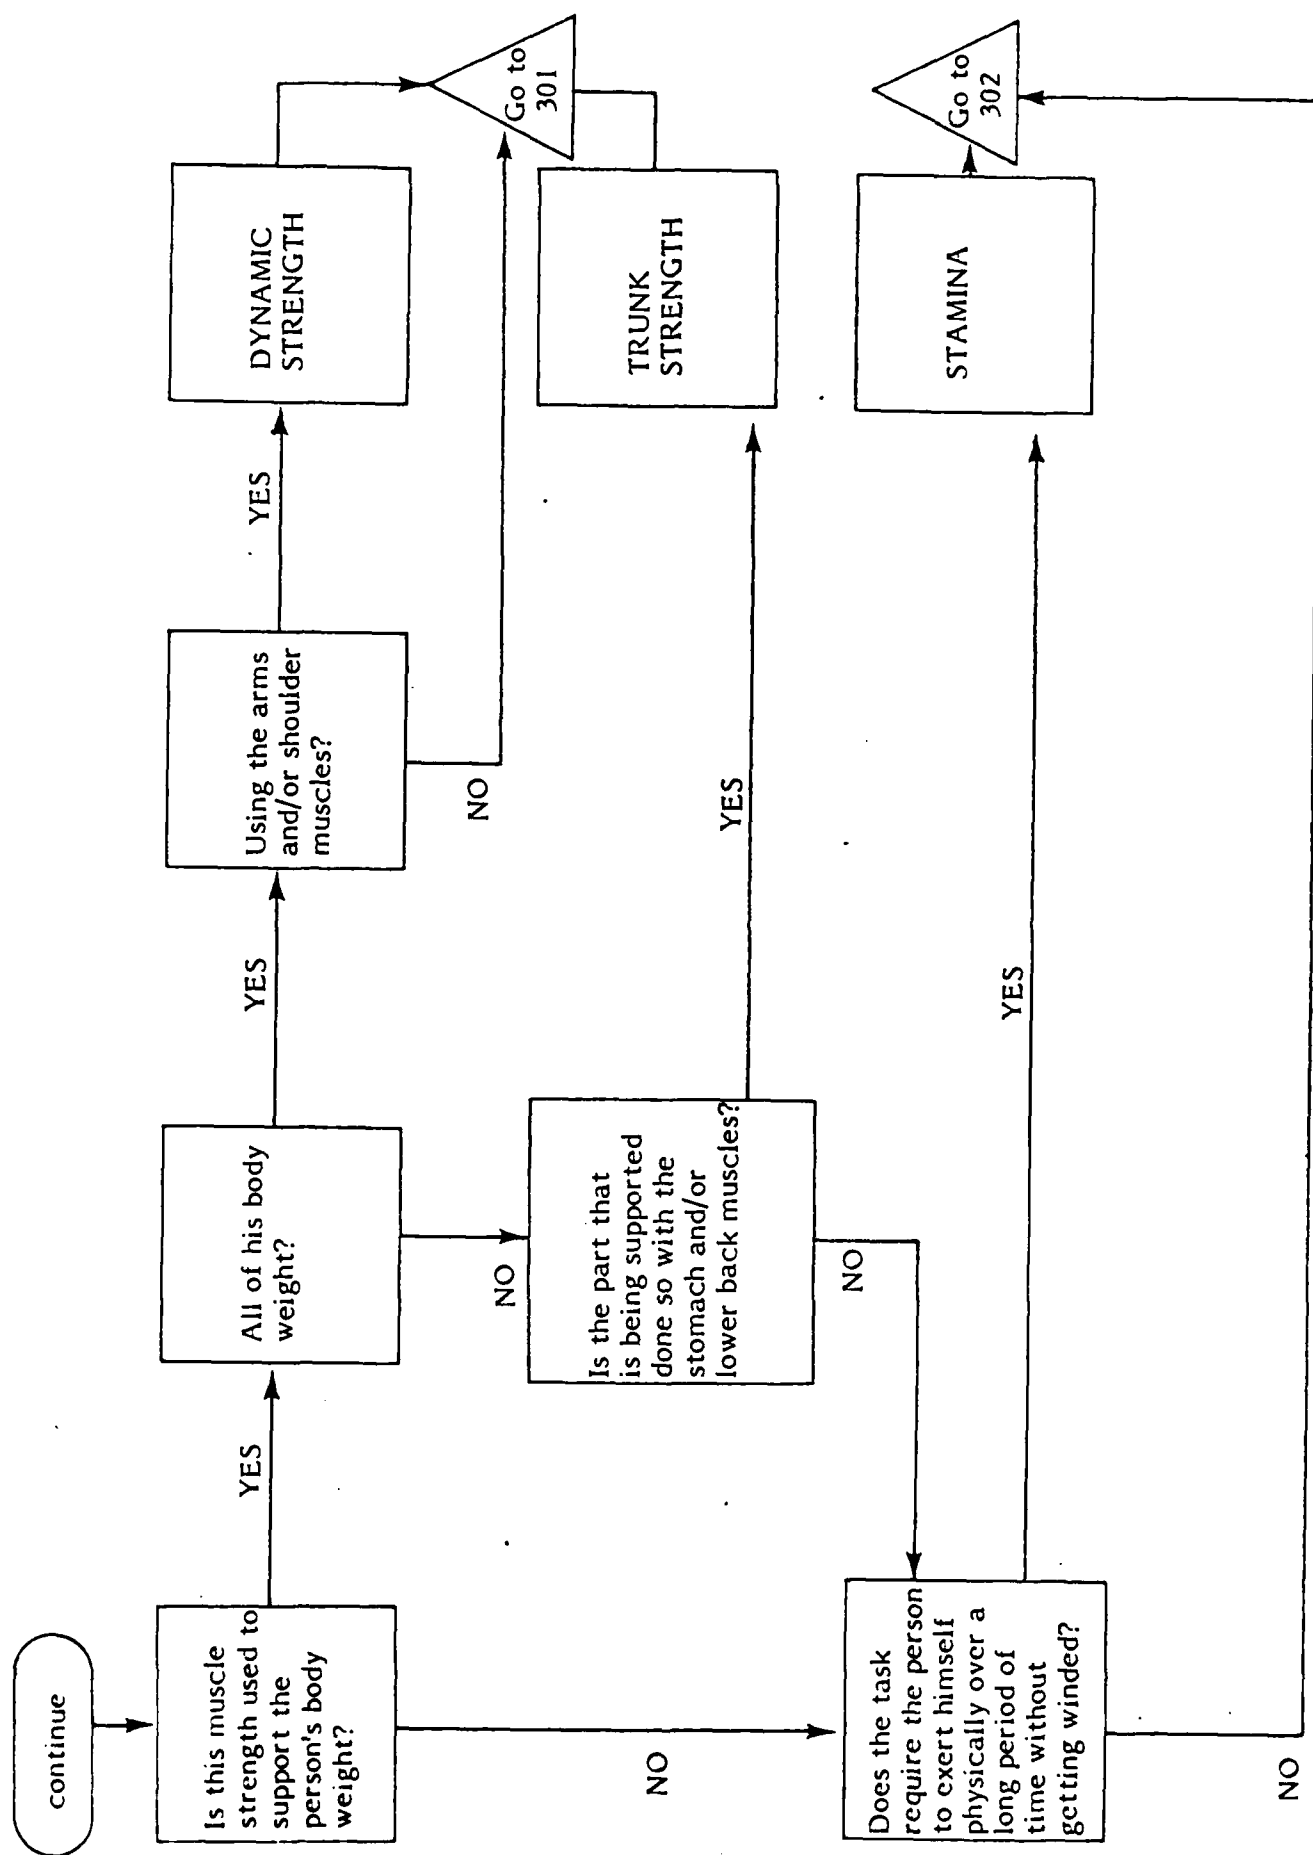 continue
Is this muscle
strength used to
support the
person's body
weight?
YES
All of his body
weight?
YES
Using the arms
and/or shoulder
muscles?
YES
DYNAMIC
STRENGTH
NO
Go to
301
NO
Is the part that
is being supported
done so with the
stomach and/or
lower back muscles?
YES
TRUNK
STRENGTH
NO
NO
Does the task
require the person
to exert himself
physically over a
long period of
time without
getting winded?
YES
STAMINA
Go to
302
NO